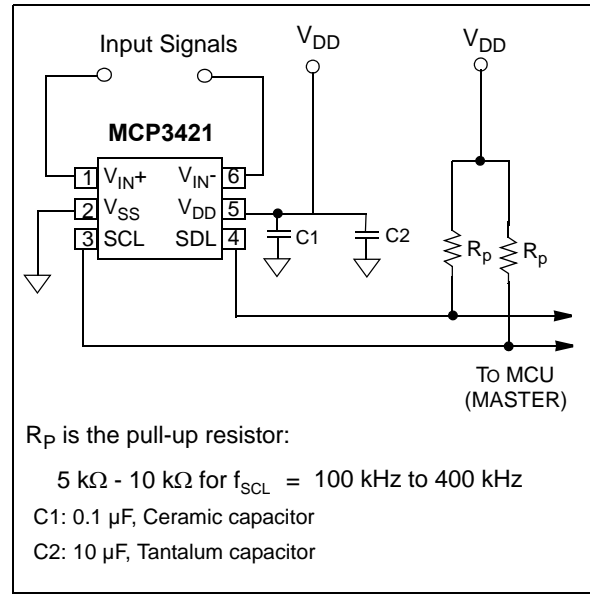 Input Signals
VDD
VDD
MCP3421
1 VIN+ VIN- 6
2 VSS VDD 5
3 SCL SDL 4
C1 C2
Rp Rp
TO MCU
(MASTER)
RP is the pull-up resistor:
5 kΩ - 10 kΩ for fSCL = 100 kHz to 400 kHz
C1: 0.1 µF, Ceramic capacitor
C2: 10 µF, Tantalum capacitor